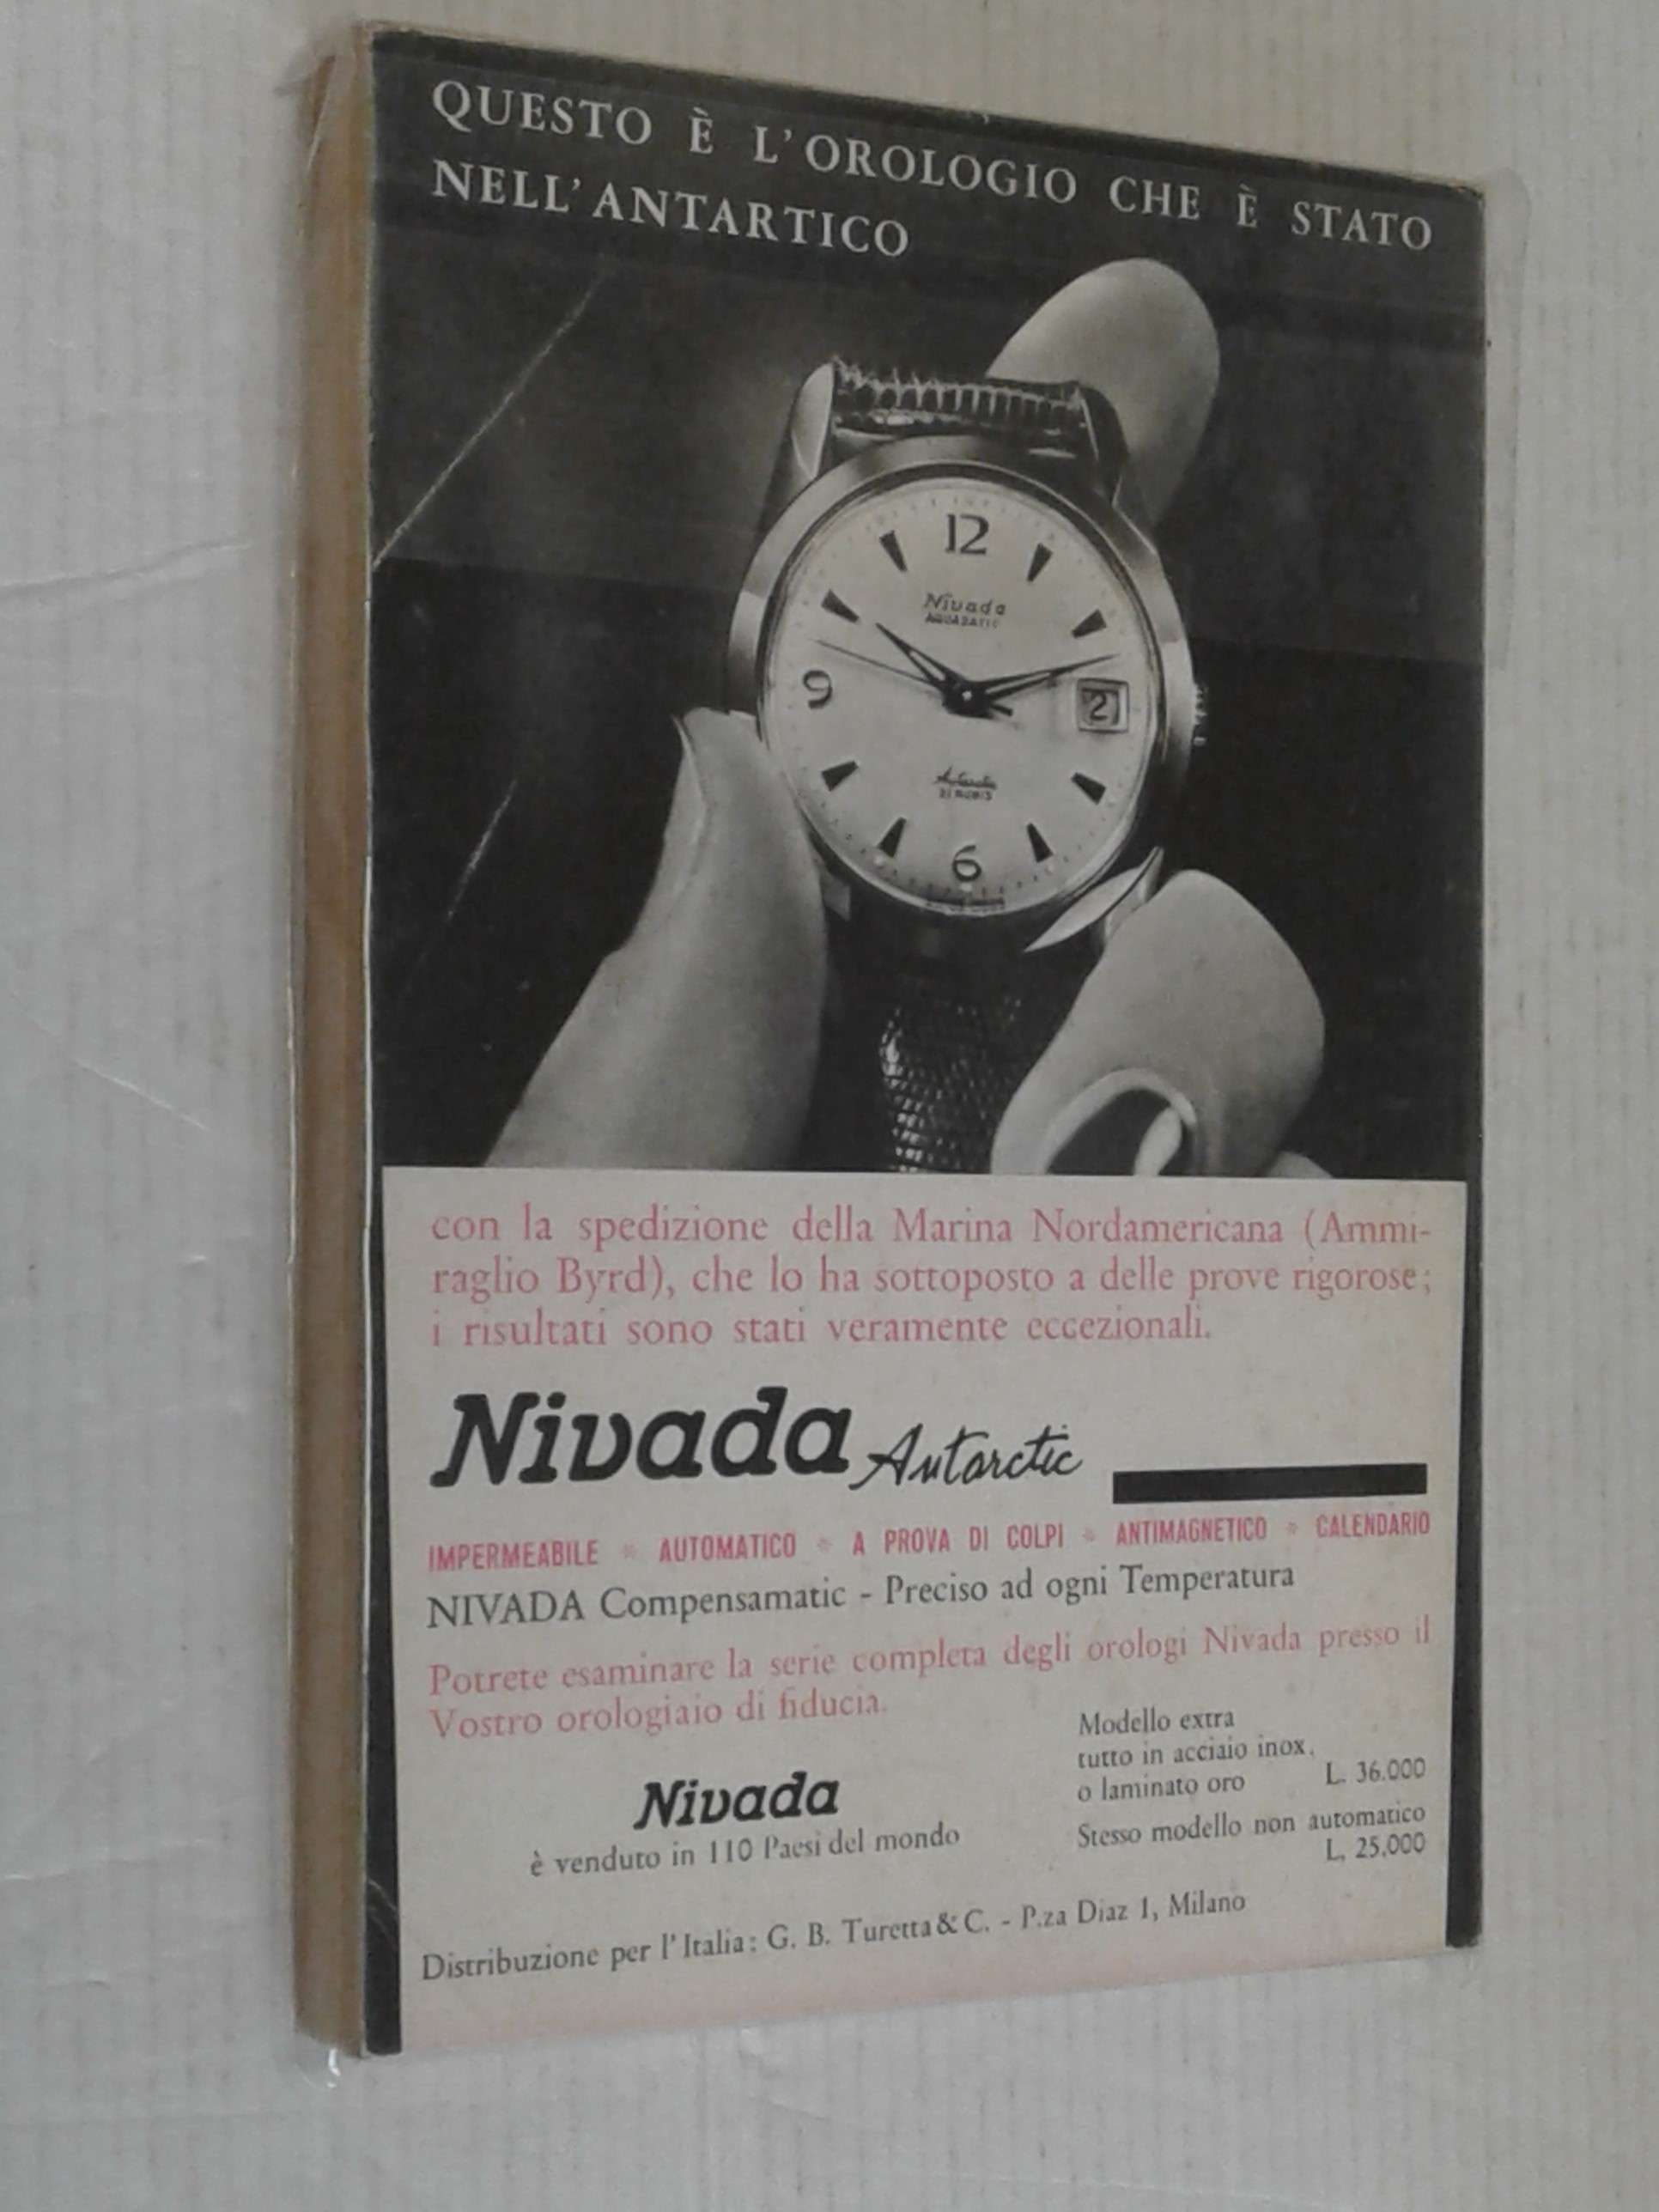 QUESTO È L'OROLOGIO CHE È STATO
NELL'ANTARTICO
12
Nivada
9
2
6
con la spedizione della Marina Nordamericana (Ammi-
raglio Byrd), che lo ha sottoposto a delle prove rigorose;
i risultati sono stati veramente eccezionali.
Nivada Antarctic
IMPERMEABILE * AUTOMATICO * A PROVA DI COLPI * ANTIMAGNETICO * CALENDARIO
NIVADA Compensamatic - Preciso ad ogni Temperatura
Potrete esaminare la serie completa degli orologi Nivada presso il
Vostro orologiaio di fiducia.
Nivada
è venduto in 110 Paesi del mondo
Modello extra
tutto in acciaio inox.
o laminato oro L. 36.000
Stesso modello non automatico
L. 25.000
Distribuzione per l'Italia: G. B. Turetta & C. - P.za Diaz 1, Milano